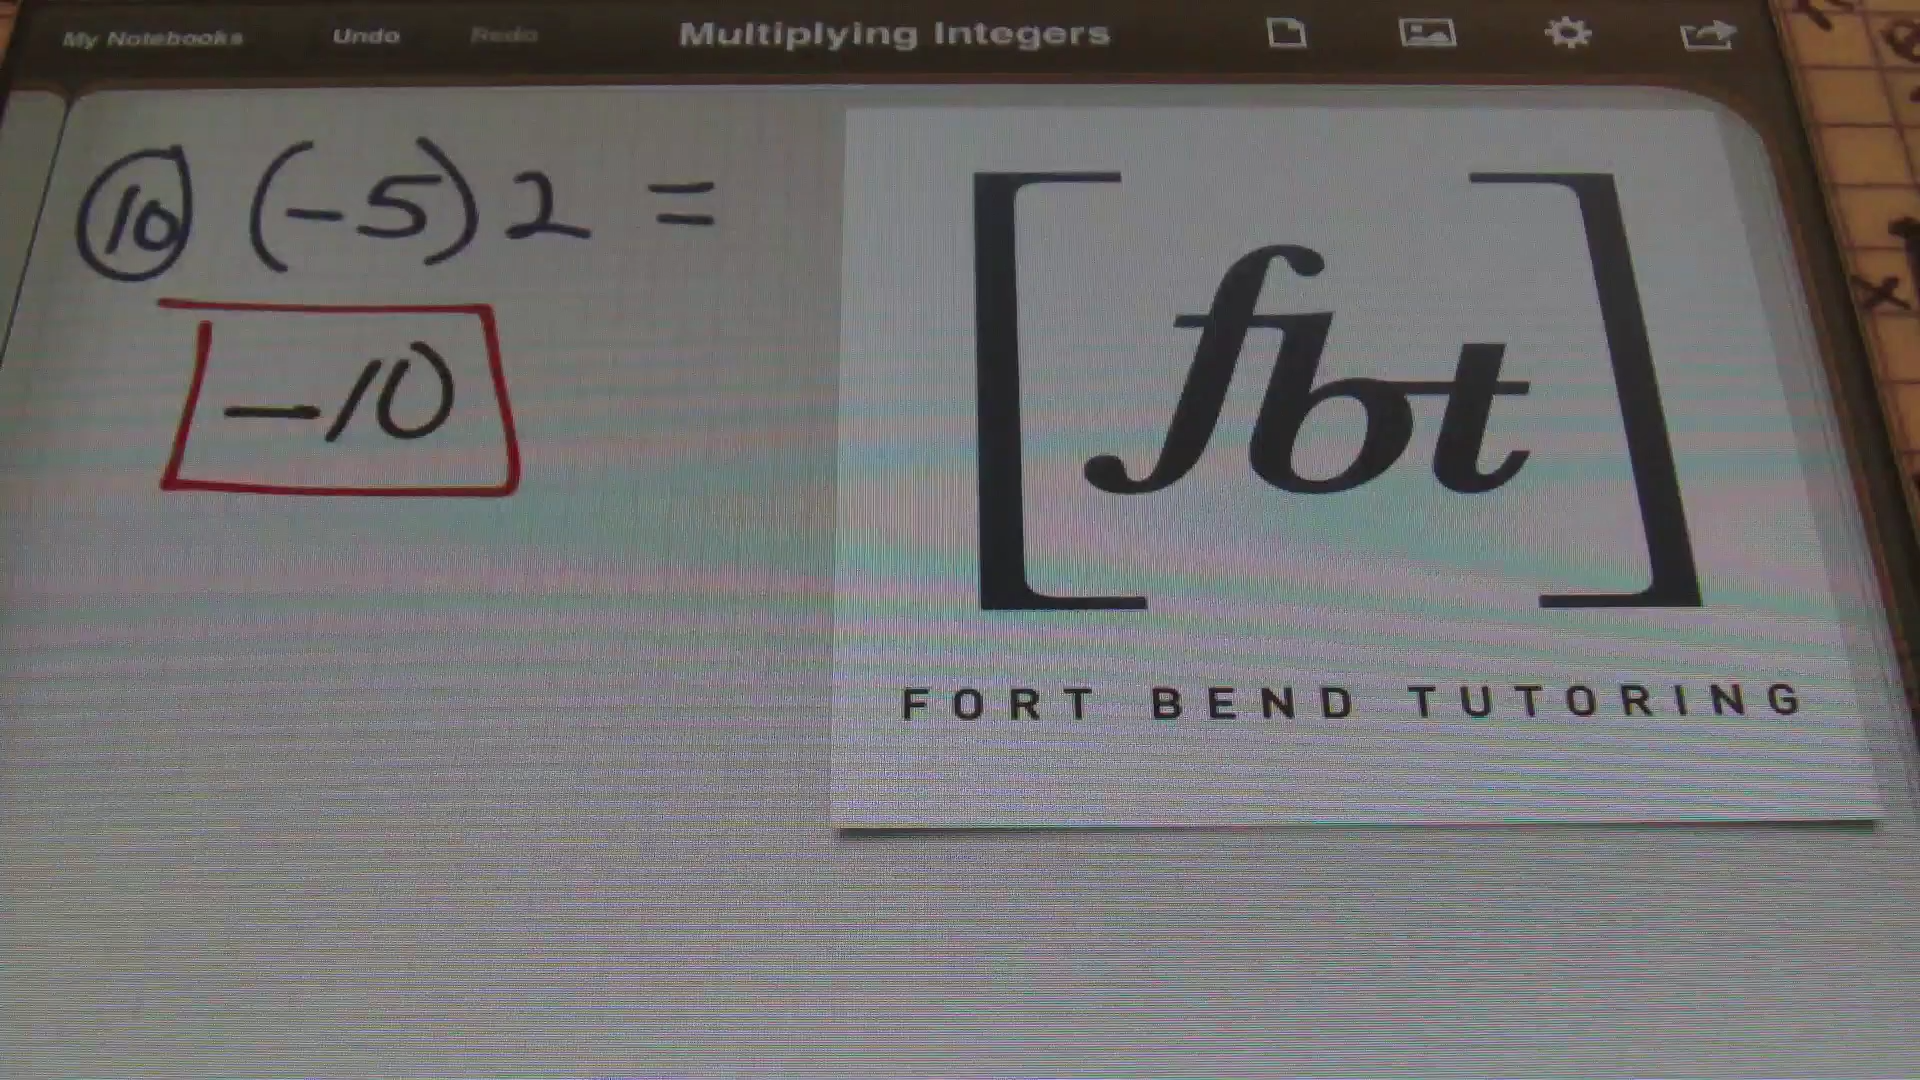 My Notebooks Undo Redo Multiplying Integers
10 (-5)2 =
-10
fbt
FORT BEND TUTORING